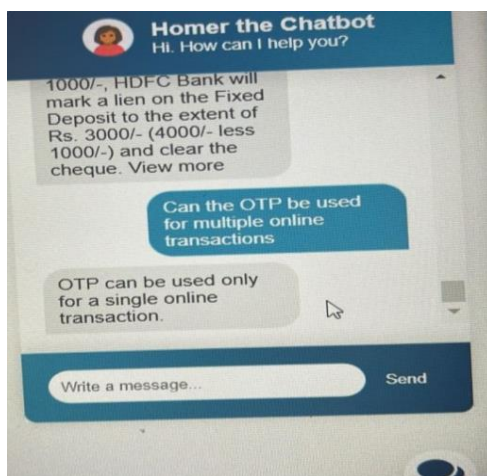 Homer the Chatbot
Hi. How can I help you?
1000/-, HDFC Bank will
mark a lien on the Fixed
Deposit to the extent of
Rs. 3000/- (4000/- less
1000/-) and clear the
cheque. View more
Can the OTP be used
for multiple online
transactions
OTP can be used only
for a single online
transaction.
Write a message...
Send